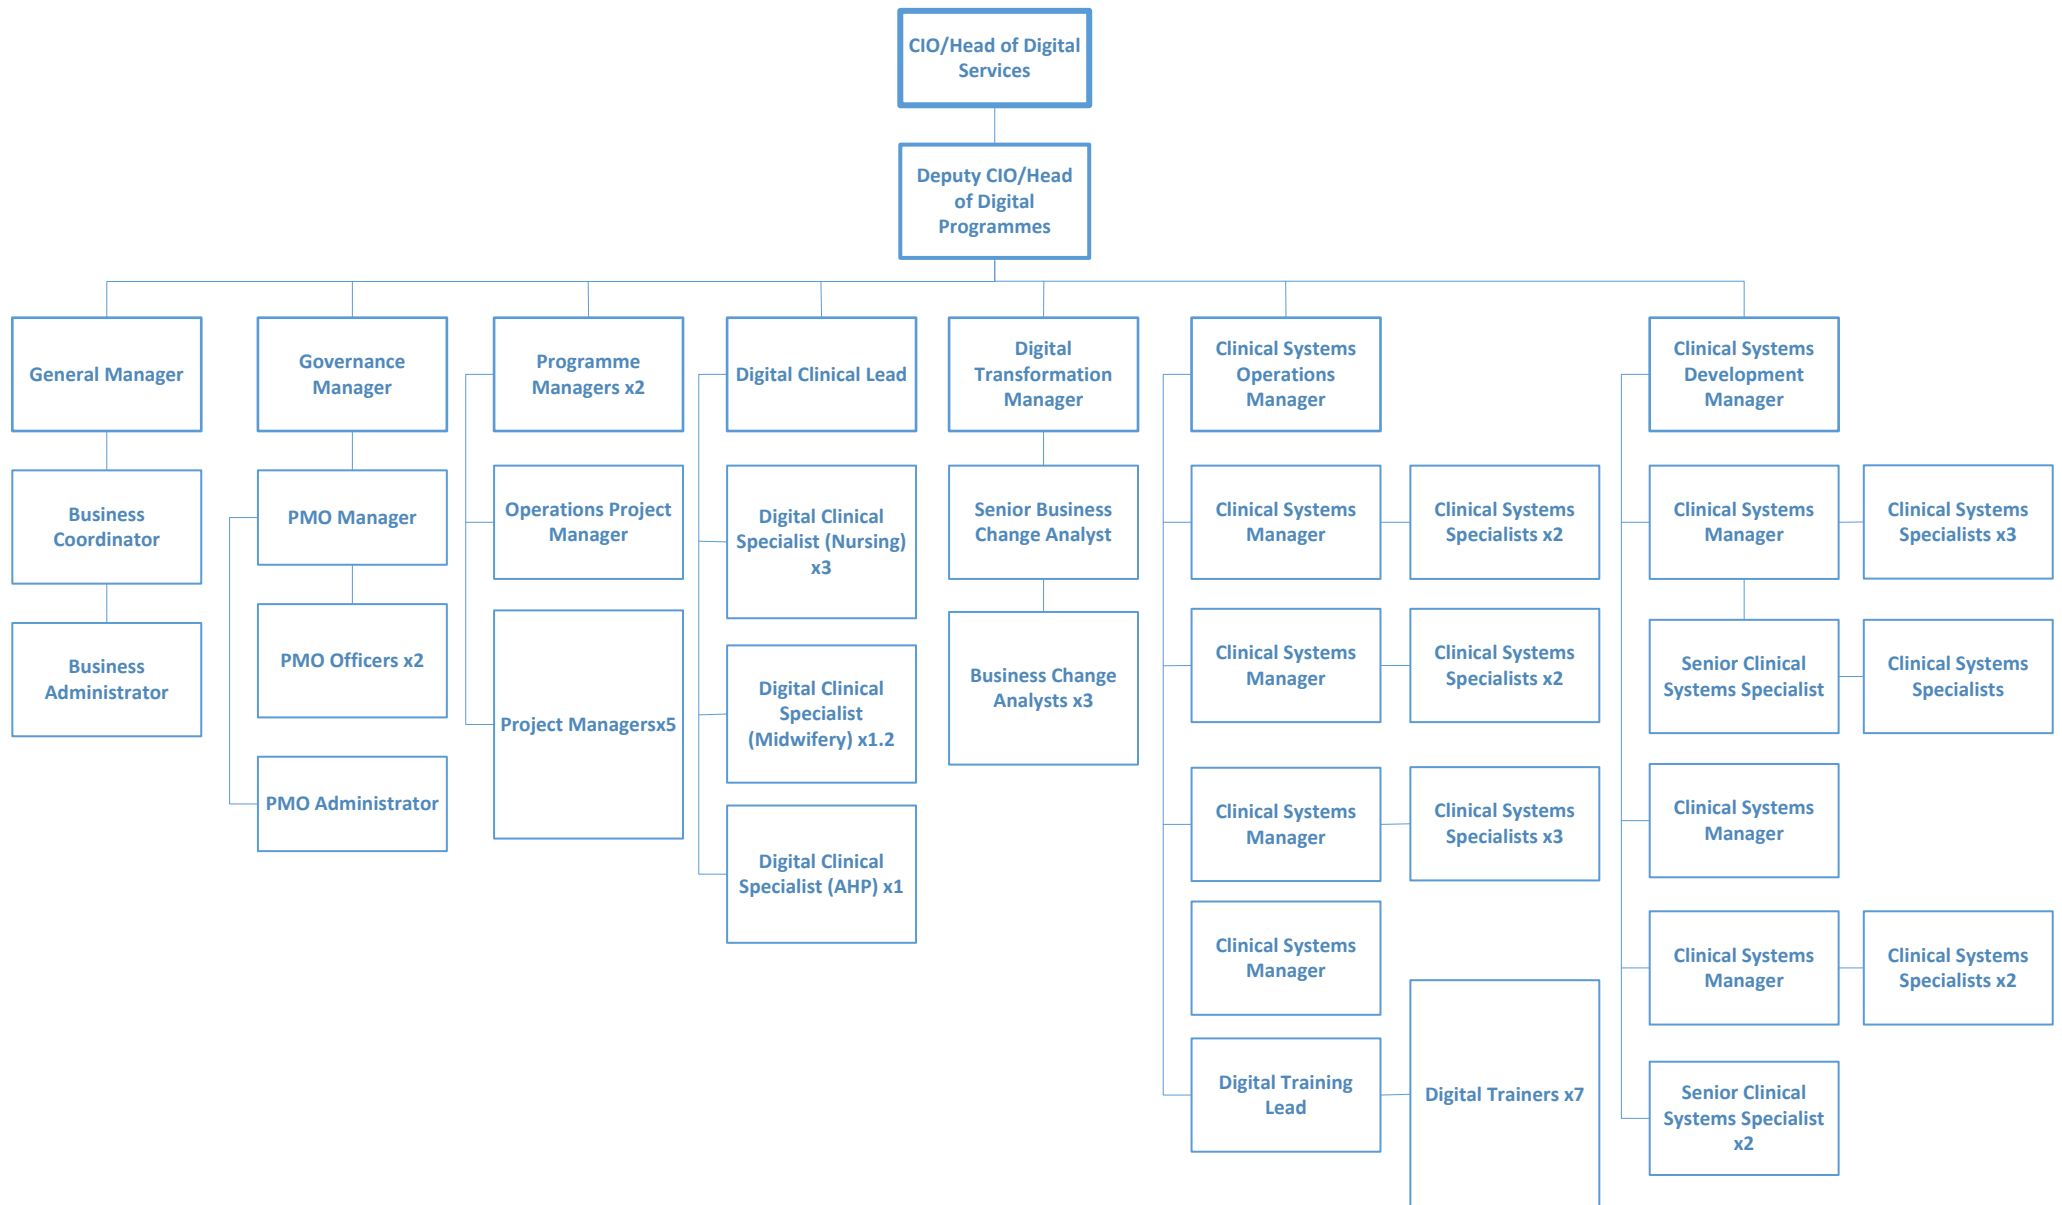 CIO/Head of Digital
Services
Deputy CIO/Head
of Digital
Programmes
General Manager
Governance
Manager
Programme
Managers x2
Digital Clinical Lead
Digital
Transformation
Manager
Clinical Systems
Operations
Manager
Clinical Systems
Development
Manager
Business
Coordinator
PMO Manager
Operations Project
Manager
Digital Clinical
Specialist (Nursing)
x3
Senior Business
Change Analyst
Clinical Systems
Manager
Clinical Systems
Specialists x2
Clinical Systems
Manager
Clinical Systems
Specialists x3
Business
Administrator
PMO Officers x2
Project Managersx5
Digital Clinical
Specialist
(Midwifery) x1.2
Business Change
Analysts x3
Clinical Systems
Manager
Clinical Systems
Specialists x2
Senior Clinical
Systems Specialist
Clinical Systems
Specialists
PMO Administrator
Digital Clinical
Specialist (AHP) x1
Clinical Systems
Manager
Clinical Systems
Specialists x3
Clinical Systems
Manager
Clinical Systems
Manager
Clinical Systems
Manager
Clinical Systems
Specialists x2
Digital Training
Lead
Digital Trainers x7
Senior Clinical
Systems Specialist
x2